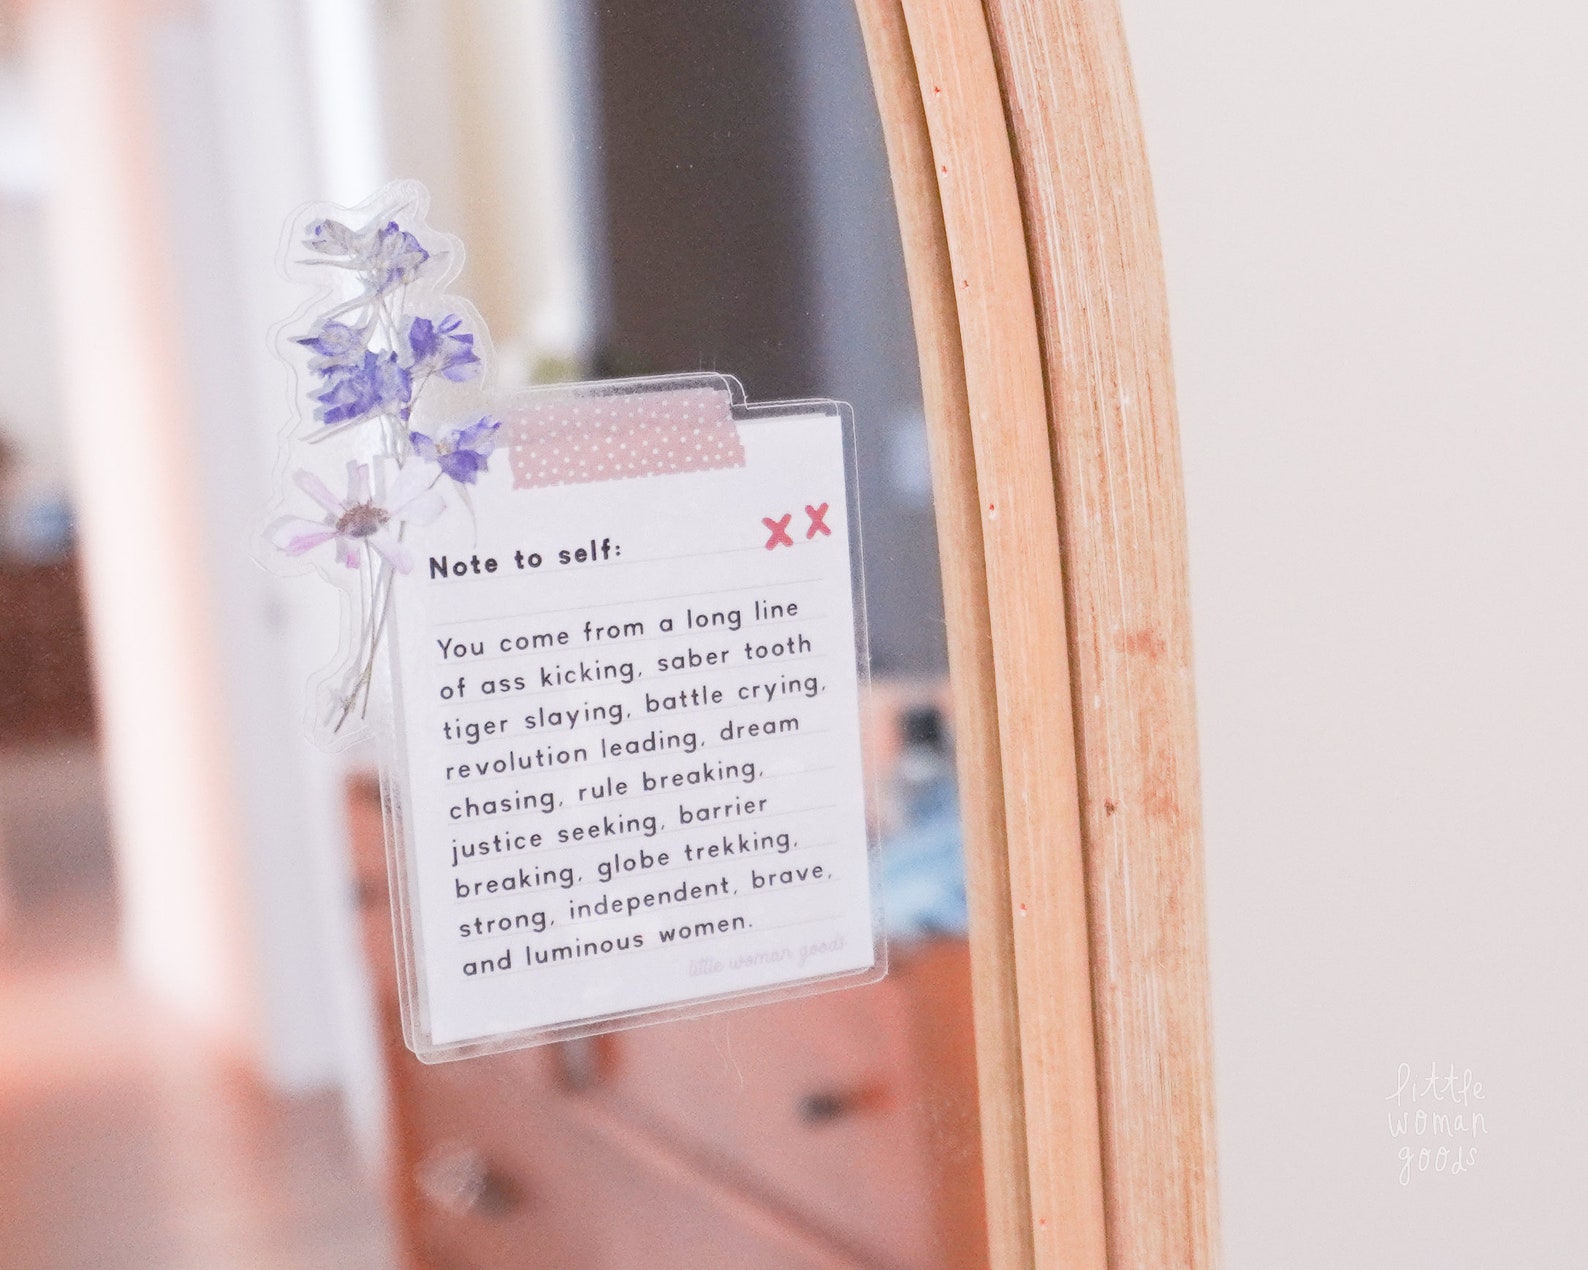 Note to self:
XX
You come from a long line
of ass kicking, saber tooth
tiger slaying, battle crying,
revolution leading, dream
chasing, rule breaking,
justice seeking, barrier
breaking, globe trekking,
strong, independent, brave,
and luminous women.
little woman goods
little
woman
goods